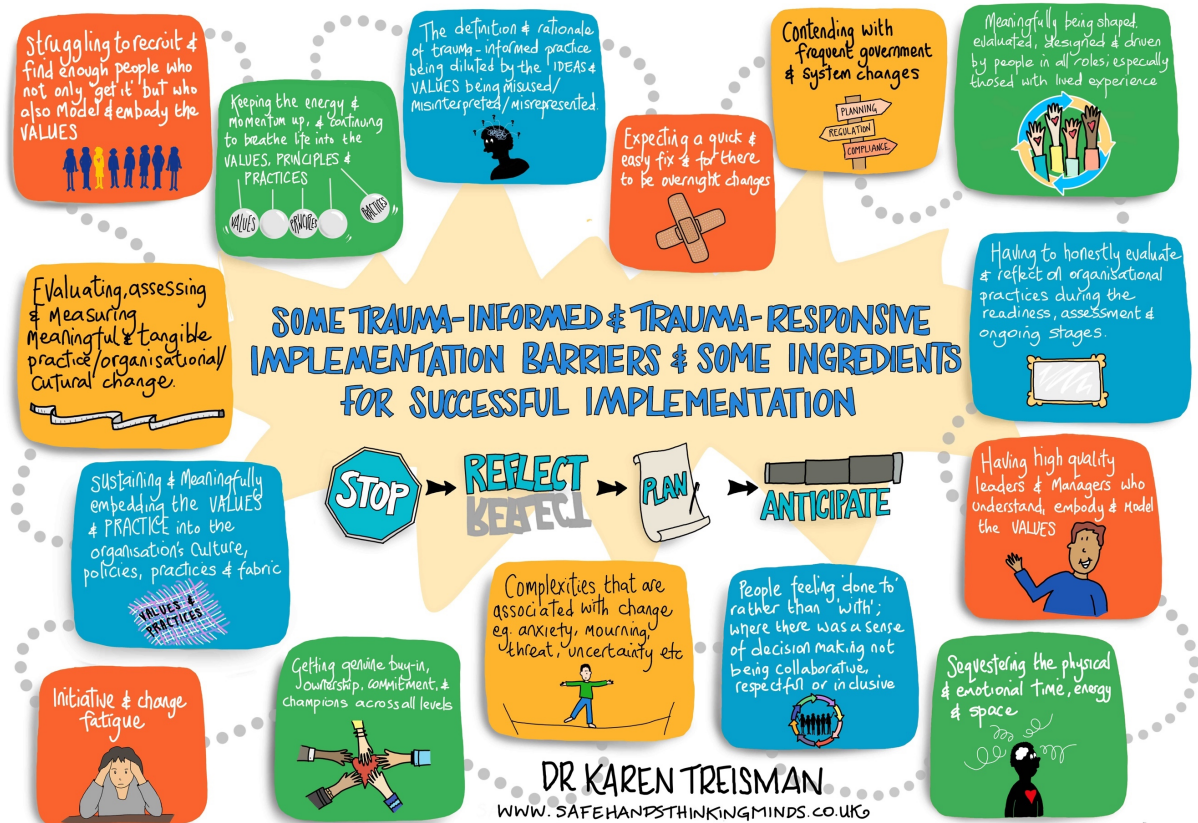 Struggling to recruit &
find enough people who
not only 'get it' but who
also Model & embody the
VALUES
Keeping the energy &
momentum up, & continuing
to breathe life into the
VALUES, PRINCIPLES &
PRACTICES
VALUES
PRINCIPLES
PRACTICES
The definition & rationale
of trauma-informed practice
being diluted by the 'IDEAS &
VALUES being misused/
misinterpreted/misrepresented.
Expecting a quick &
easy fix & for there
to be overnight changes
Contending with
frequent government
& system changes
PLANNING
REGULATION
COMPLIANCE
Meaningfully being shaped,
evaluated, designed & driven
by people in all roles; especially
thosed with lived experience
Evaluating, assessing
& Measuring
Meaningful & tangible
practice/organisatorial/
Cutural change.
SOME TRAUMA-INFORMED & TRAUMA-RESPONSIVE
IMPLEMENTATION BARRIERS & SOME INGREDIENTS
FOR SUCCESSFUL IMPLEMENTATION
Having to honestly evaluate
& reflect on organisational
practices during the
readiness, assessment &
ongoing stages.
STOP
REFLECT
REFLECT
PLAN
ANTICIPATE
Sustaining & Meaningfully
embedding the VALUES
& PRACTICE into the
organisation's Culture,
policies, practices & fabric
VALUES &
PRACTICES
Having high quality
leaders & Managers who
understand, embody & Model
the VALUES
Initiative & change
fatigue
Getting genuine buy-in,
ownership, commitment, &
champions across all levels
Complexities that are
associated with change
eg. anxiety, mourning,
threat, uncertainty etc
People feeling 'done to'
rather than 'with';
where there was a sense
of decision making not
being collaborative,
respectful or inclusive
Sequestering the physical
& emotional time, energy
& space
DR KAREN TREISMAN
WWW.SAFEHANDSTHINKINGMINDS.CO.UK